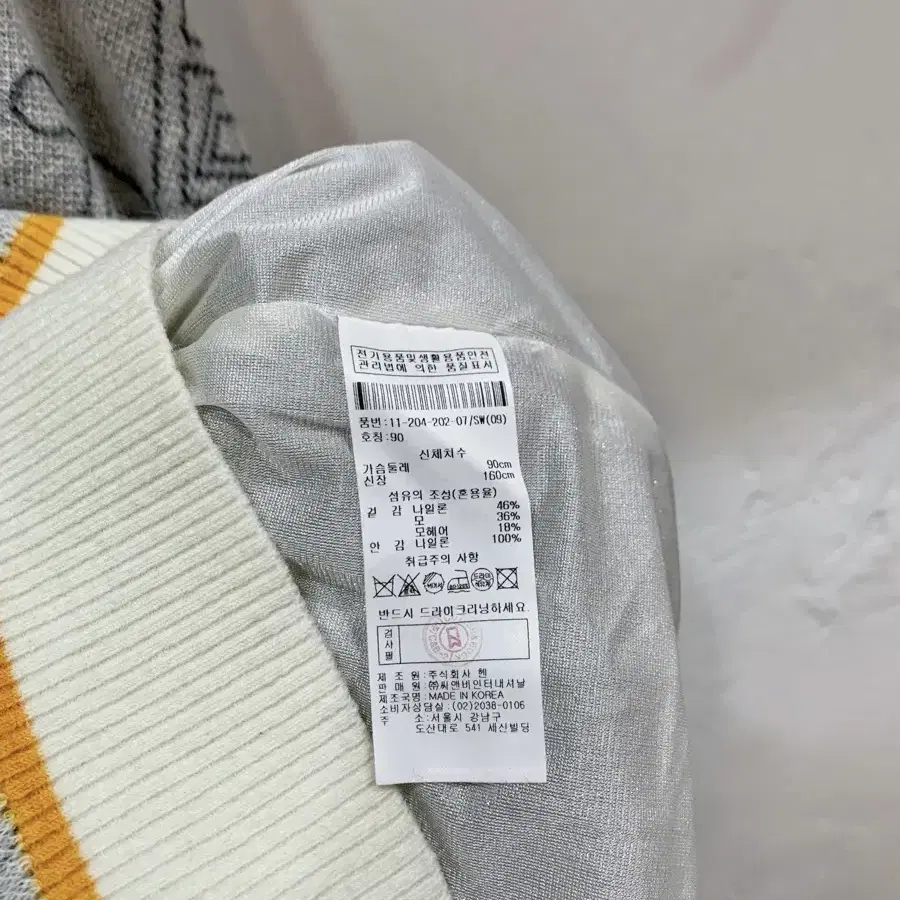 전기용품및생활용품안전
관리법에 의한 품질표시
품번:11-204-202-07/SW(09)
호칭:90
신체치수
가슴둘레 90cm
신장 160cm
섬유의 조성(혼용율)
겉 감 나일론 46%
모 36%
모헤어 18%
안 감 나일론 100%
취급주의 사항
드라이
반드시 드라이크리닝하세요.
검사필
제 조 원:주식회사 헨
판 매 원:㈜씨앤비인터내셔날
제조국명:MADE IN KOREA
소비자상담실:(02)2038-0106
주 소:서울시 강남구
도산대로 541 세신빌딩